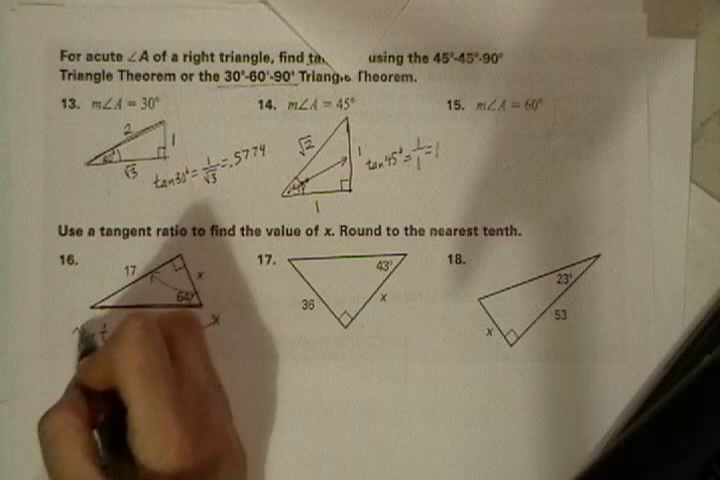 For acute ∠A of a right triangle, find using the 45°-45°-90°
Triangle Theorem or the 30°-60°-90° Triangle Theorem.
13. m∠A = 30°
14. m∠A = 45°
15. m∠A = 60°
2
1
√3
tan30° = 1/√3 = .5774
√2
1
1
tan45° = 1/1 = 1
Use a tangent ratio to find the value of x. Round to the nearest tenth.
16.
17
x
64°
x
17.
43°
36
x
18.
23°
53
x